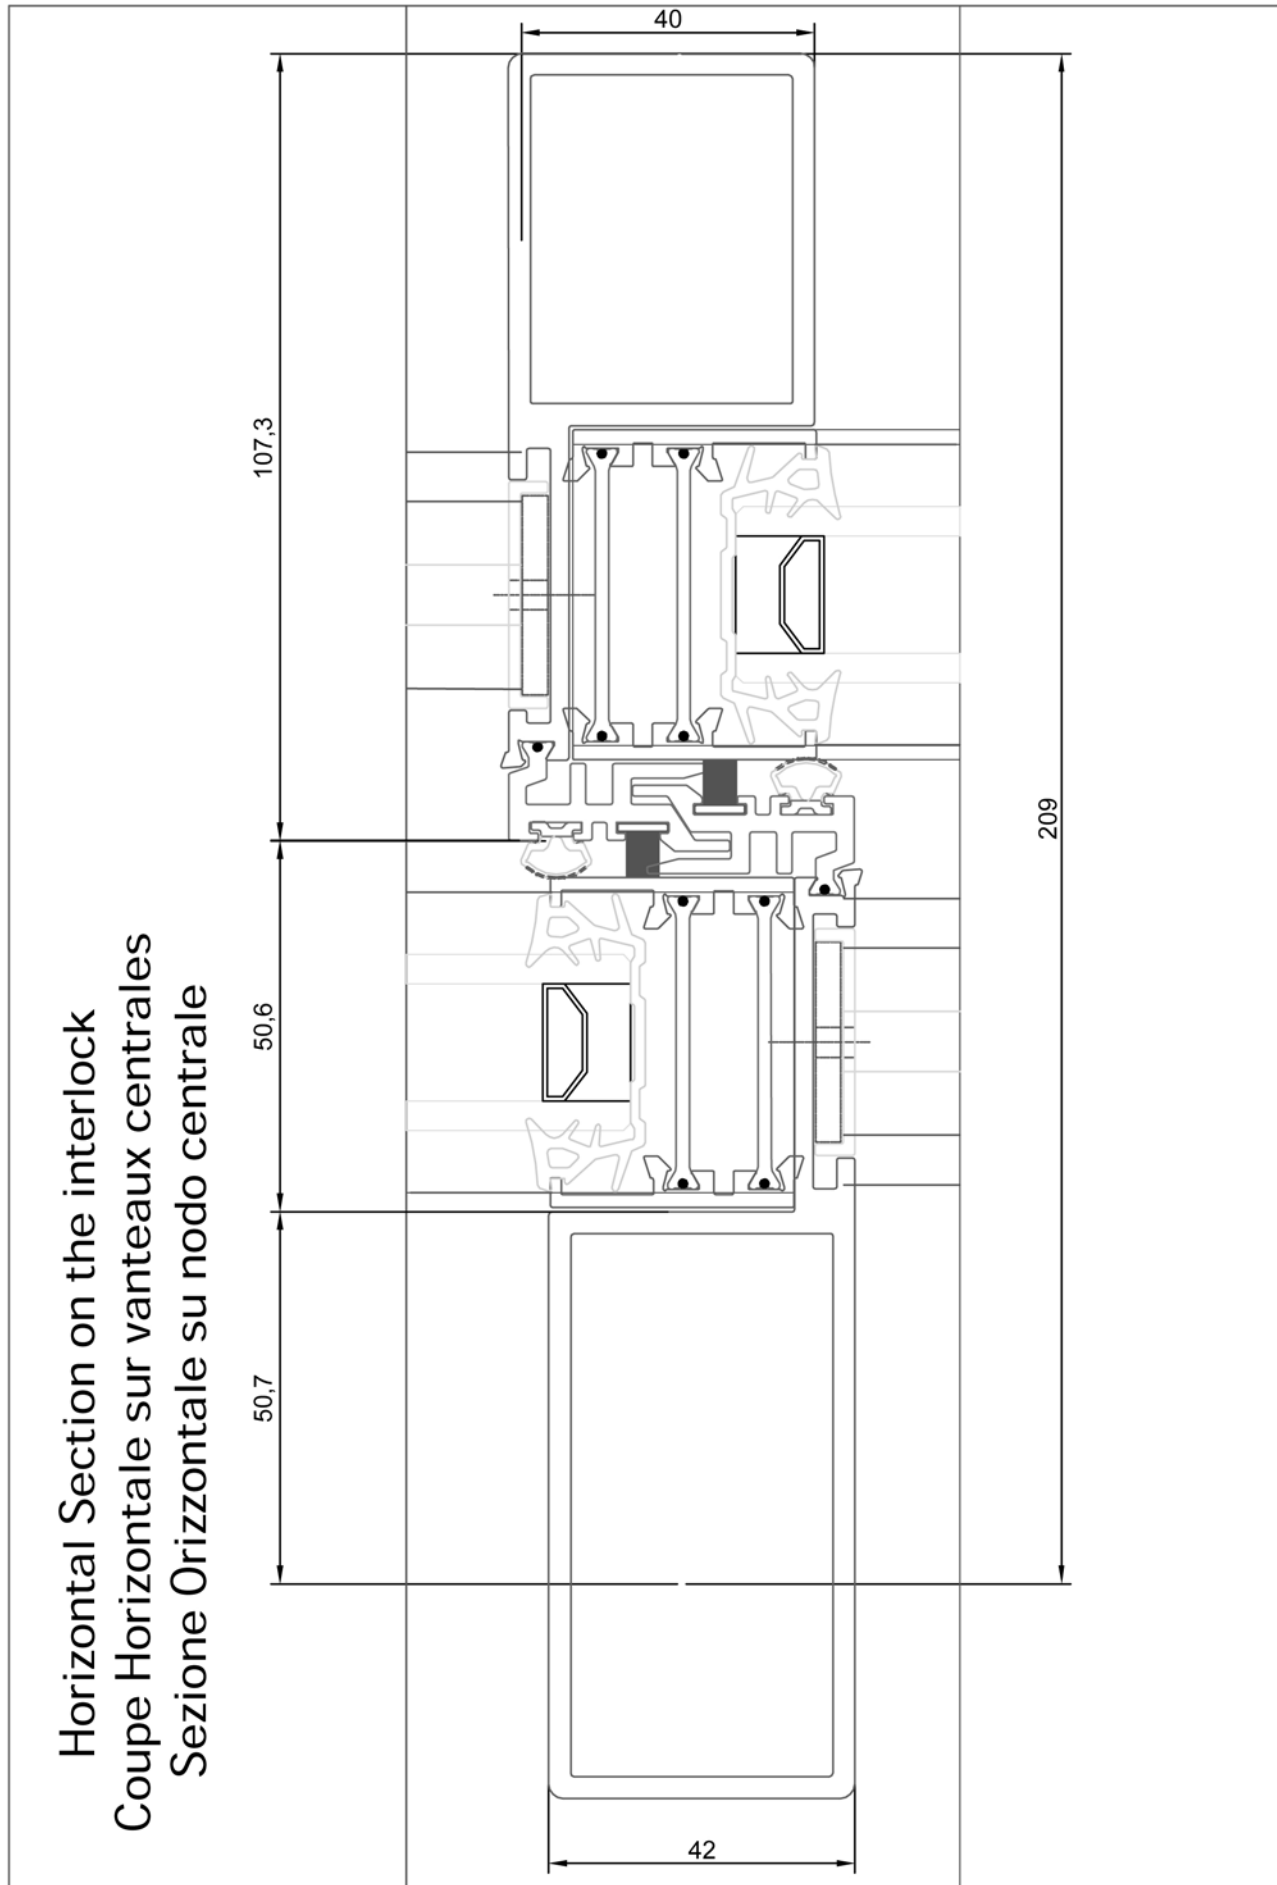 Horizontal Section on the interlock
Coupe Horizontale sur vanteaux centrales
Sezione Orizzontale su nodo centrale
40
107,3
209
50,6
50,7
42